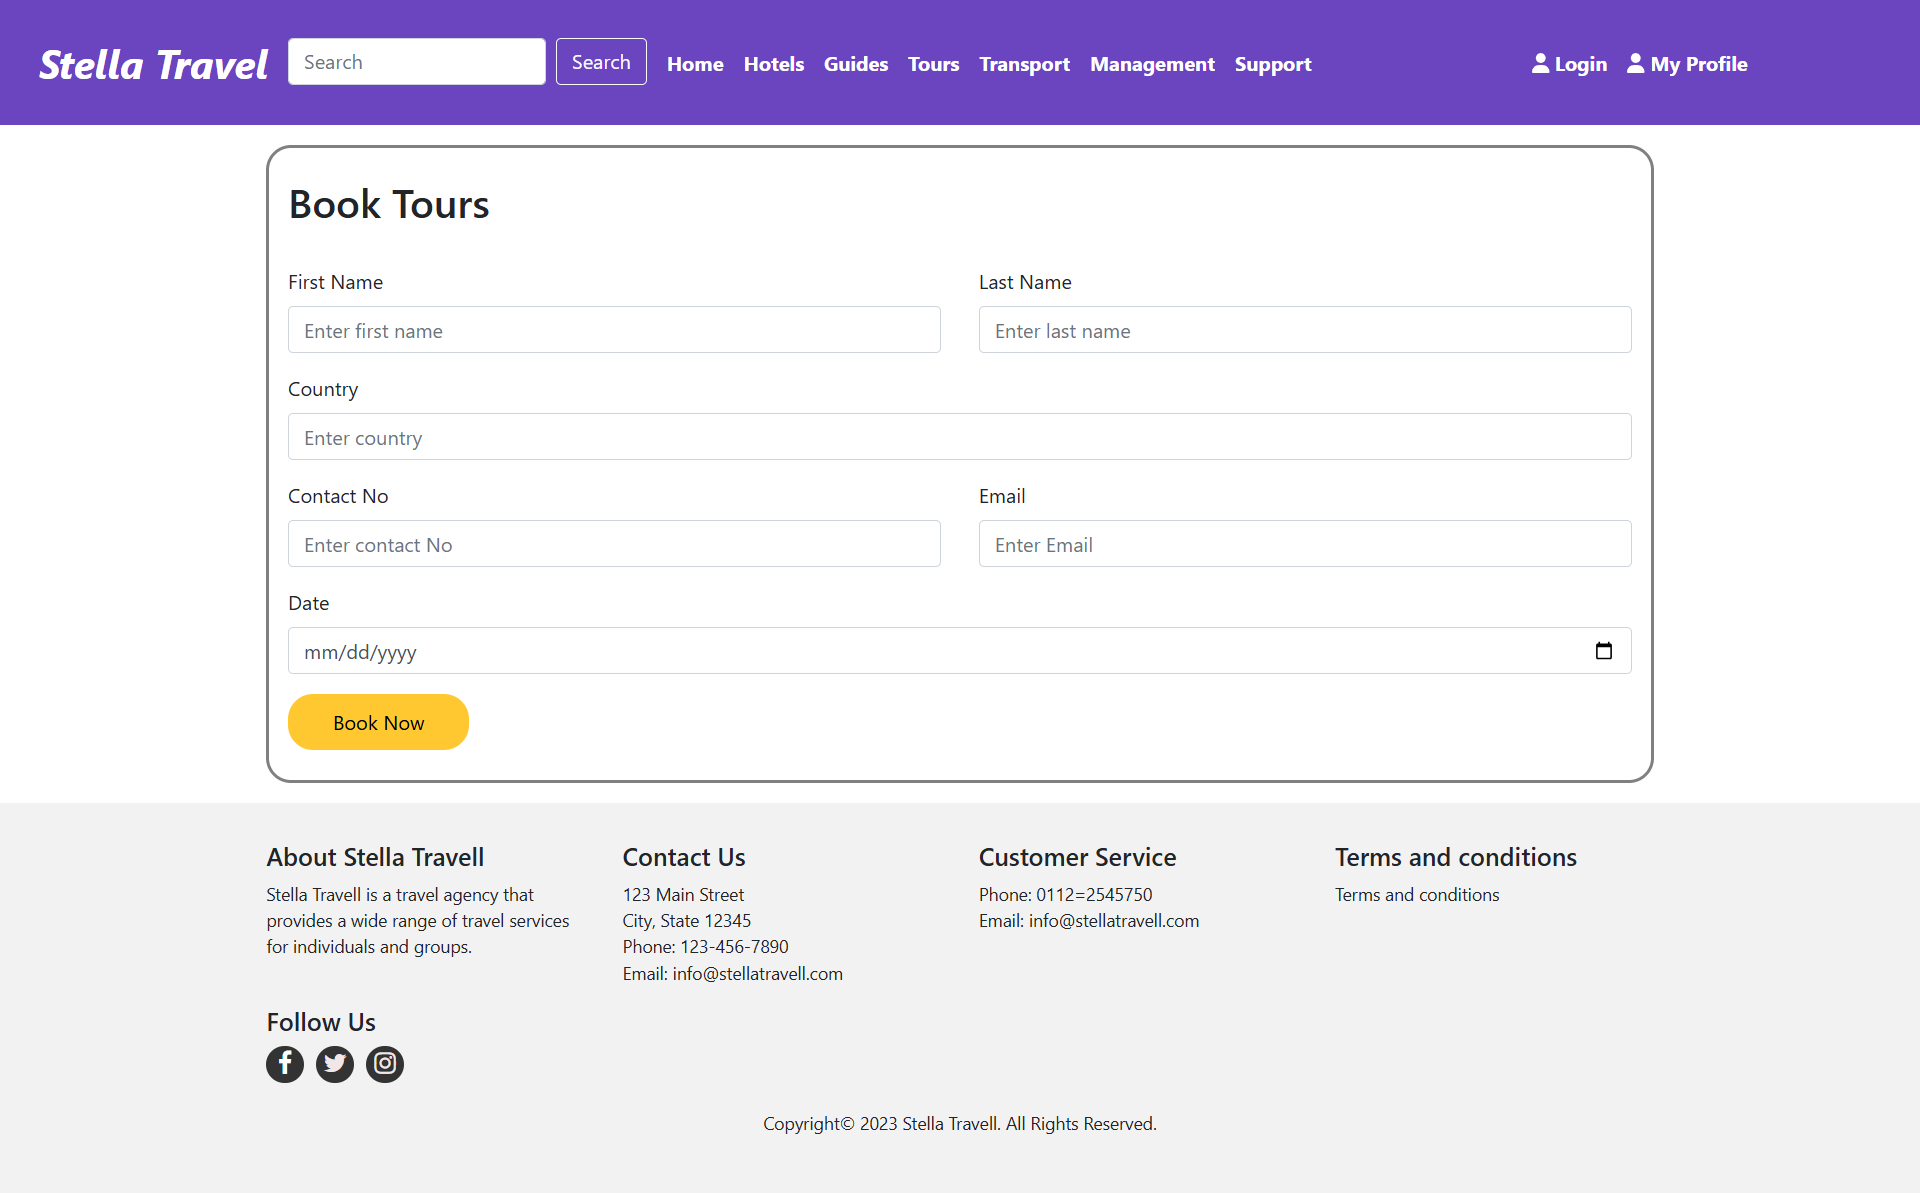 Stella Travel
Search
Search
Home
Hotels
Guides
Tours
Transport
Management
Support
Login
My Profile
Book Tours
First Name
Last Name
Enter first name
Enter last name
Country
Enter country
Contact No
Email
Enter contact No
Enter Email
Date
mm/dd/yyyy
Book Now
About Stella Travell
Stella Travell is a travel agency that
provides a wide range of travel services
for individuals and groups.
Contact Us
123 Main Street
City, State 12345
Phone: 123-456-7890
Email: info@stellatravell.com
Customer Service
Phone: 0112=2545750
Email: info@stellatravell.com
Terms and conditions
Terms and conditions
Follow Us
Copyright© 2023 Stella Travell. All Rights Reserved.